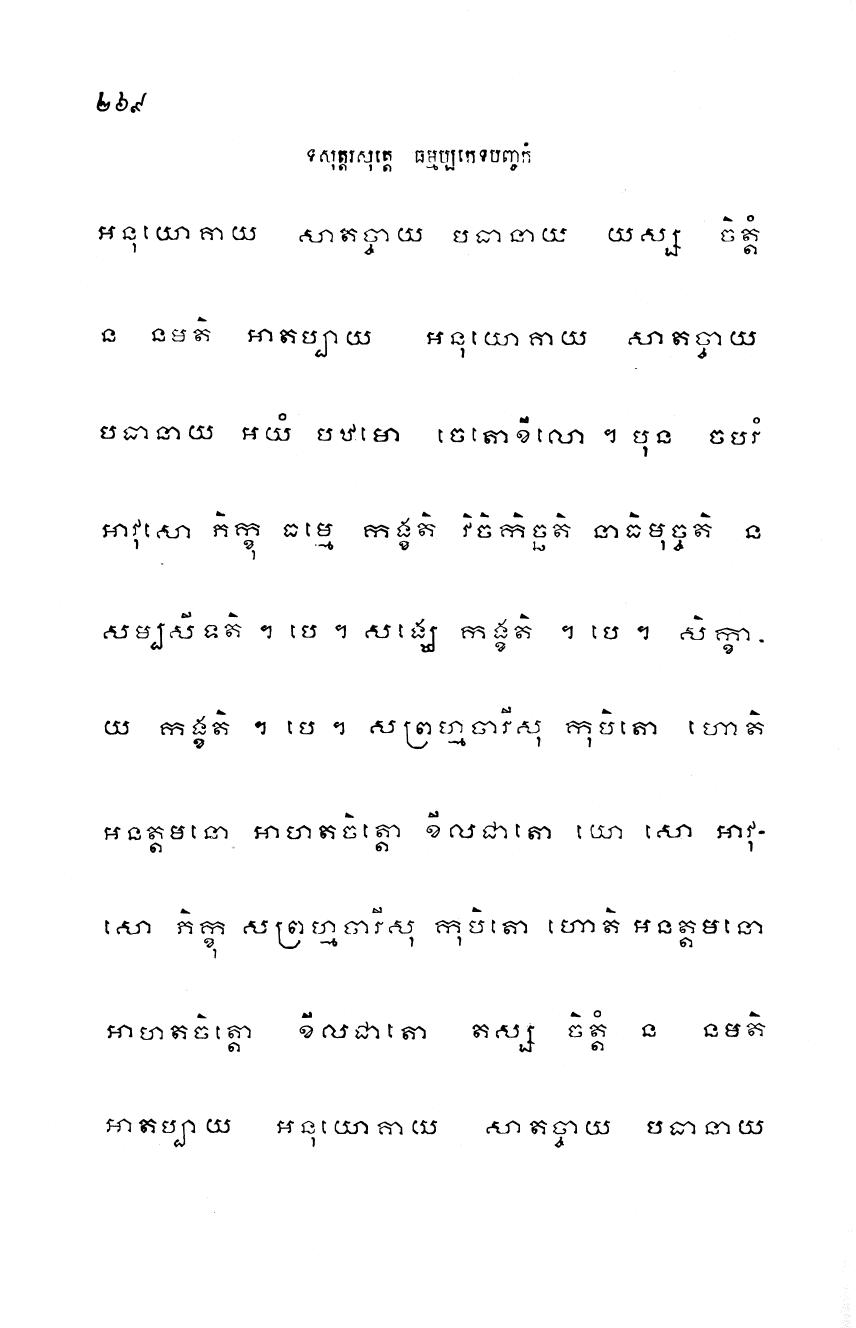 ២៦៩
ទសុត្តរសុត្តេ ធម្មប្បភេទបញ្ចកំ
អនុយោគាយ សាតច្ចាយ បធានាយ យស្ស ចិត្តំ
ន នមតិ អាតប្បាយ អនុយោគាយ សាតច្ចាយ
បធានាយ អយំ បឋមោ ចេតោខីលោ ។ បុន ចបរំ
អាវុសោ ភិក្ខុ ធម្មេ កង្ខតិ វិចិកិច្ឆតិ នាធិមុច្ចតិ ន
សម្បសីទតិ ។ បេ ។ សង្ឃេ កង្ខតិ ។ បេ ។ សិក្ខា-
យ កង្ខតិ ។ បេ ។ សព្រហ្មចារីសុ កុបិតោ ហោតិ
អនត្តមនោ អាហតចិត្តោ ខីលជាតោ យោ សោ អាវុ-
សោ ភិក្ខុ សព្រហ្មចារីសុ កុបិតោ ហោតិ អនត្តមនោ
អាហតចិត្តោ ខីលជាតោ តស្ស ចិត្តំ ន នមតិ
អាតប្បាយ អនុយោគាយ សាតច្ចាយ បធានាយ